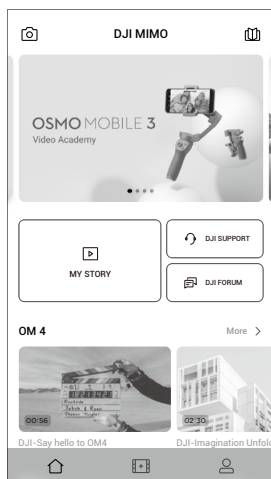 DJI MIMO
OSMO MOBILE 3
Video Academy
MY STORY
DJI SUPPORT
DJI FORUM
OM 4
More >
00:56
02:30
DJI-Say hello to OM4
DJI-Imagination Unfold